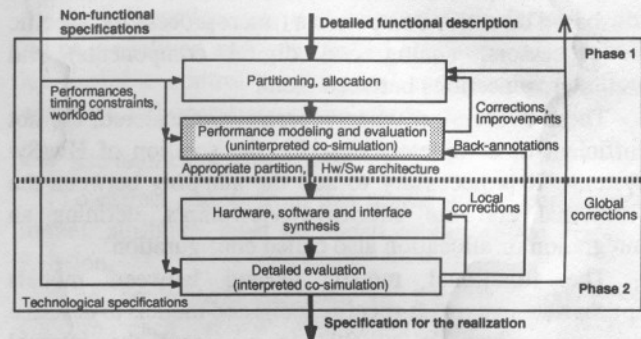 Non-functional
specifications
Detailed functional description
Phase 1
Partitioning, allocation
Performances,
timing constraints,
workload
Corrections,
Improvements
Performance modeling and evaluation
(uninterpreted co-simulation)
Back-annotations
Appropriate partition, Hw/Sw architecture
Hardware, software and interface
synthesis
Local
corrections
Global
corrections
Detailed evaluation
(interpreted co-simulation)
Technological specifications
Phase 2
Specification for the realization